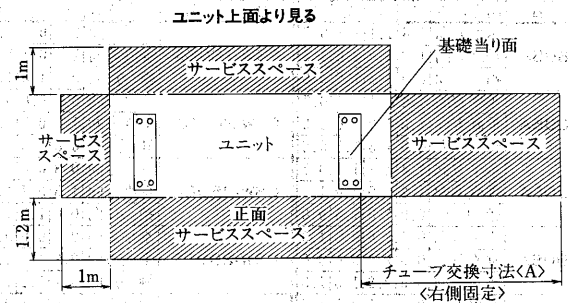 ユニット上面より見る
基礎当り面
1m
サービススペース
サービス
スペース
ユニット
サービススペース
正面
サービススペース
1.2m
1m
チューブ交換寸法〈A〉
〈右側固定〉